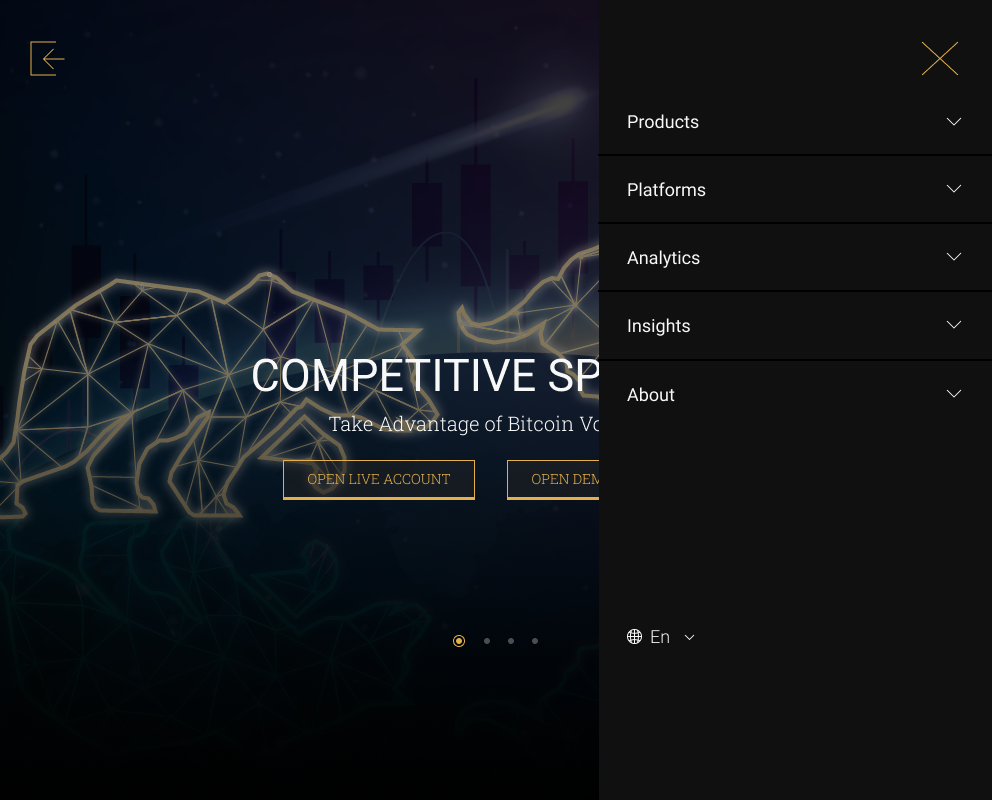 Products
Platforms
Analytics
Insights
About
COMPETITIVE SP
Take Advantage of Bitcoin Vo
OPEN LIVE ACCOUNT
OPEN DEM
En